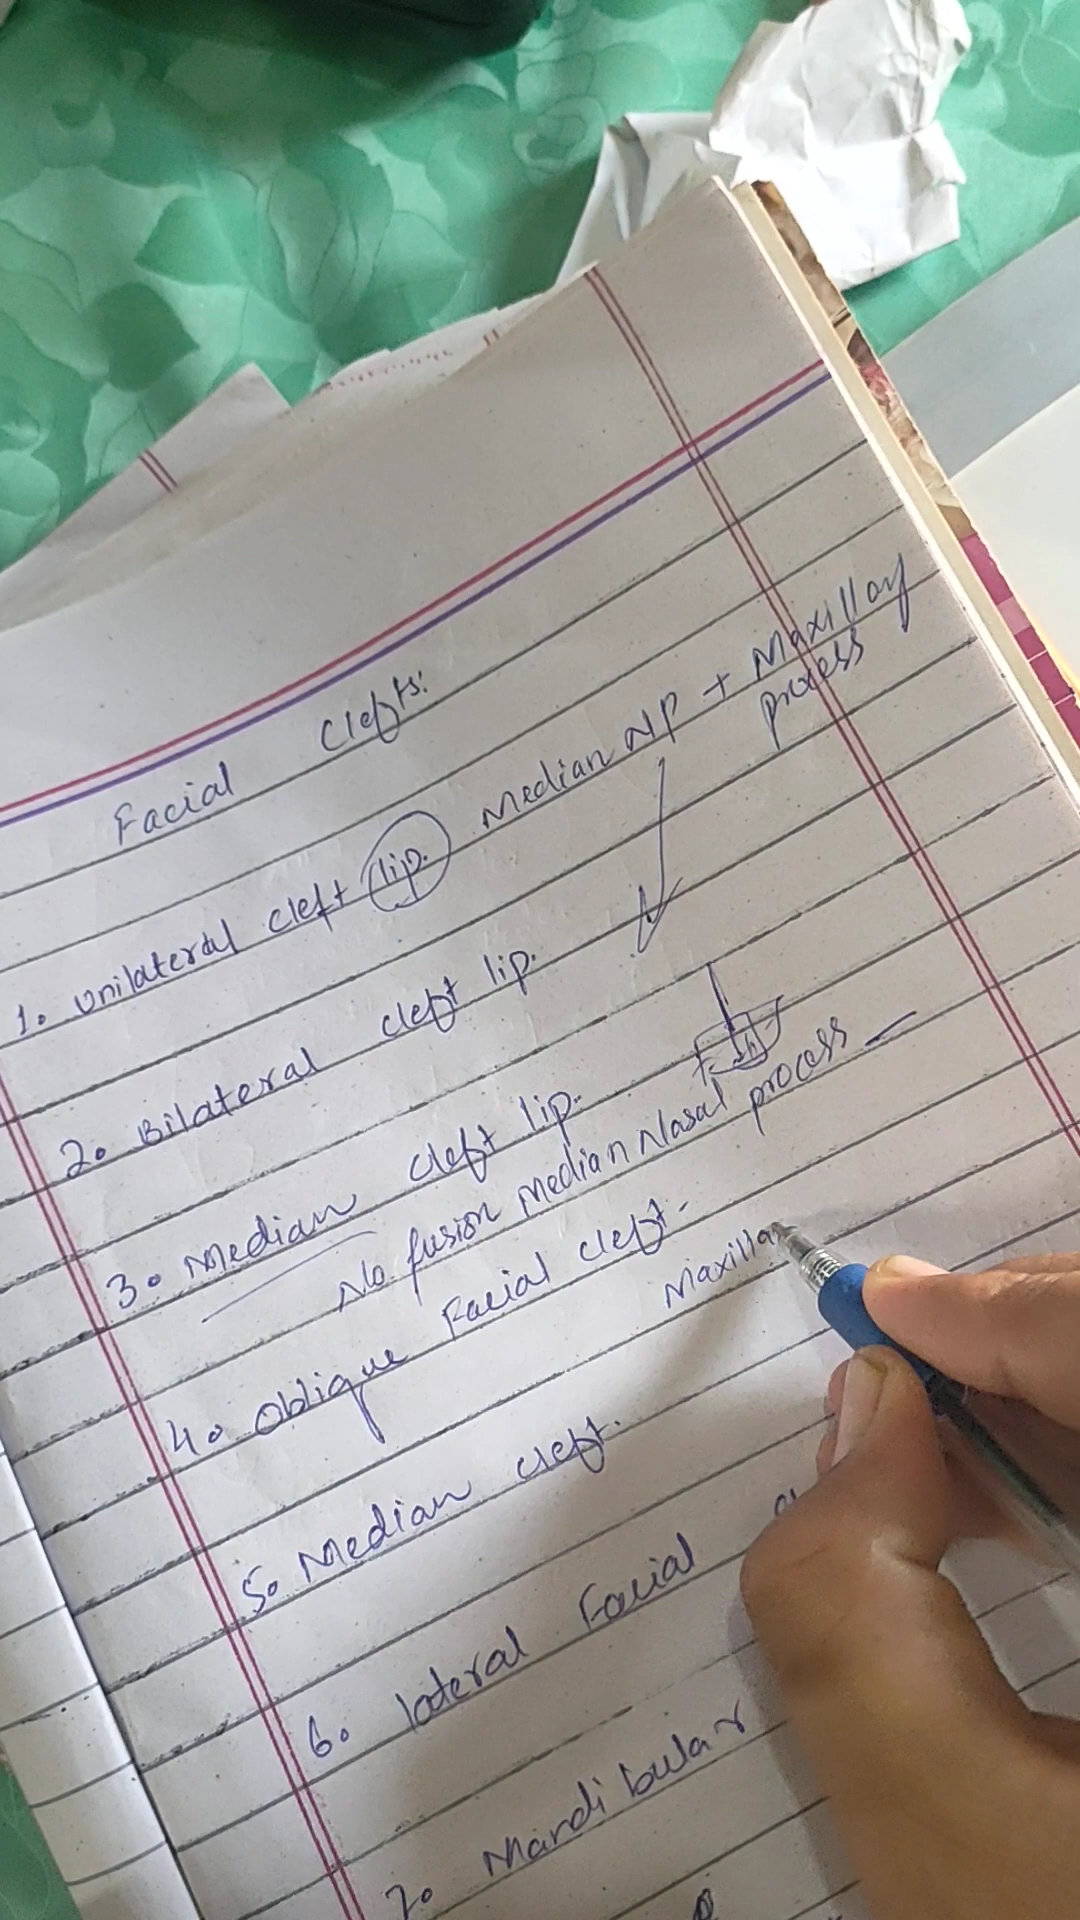 Facial Clefts:
1. Unilateral cleft lip. Median NP + Maxillary
process
2. Bilateral cleft lip.
3. Median cleft lip.
No fusion Median Nasal process —
4. Oblique Facial cleft.
Maxilla
5. Median cleft.
6. lateral Facial
7. Mandibular